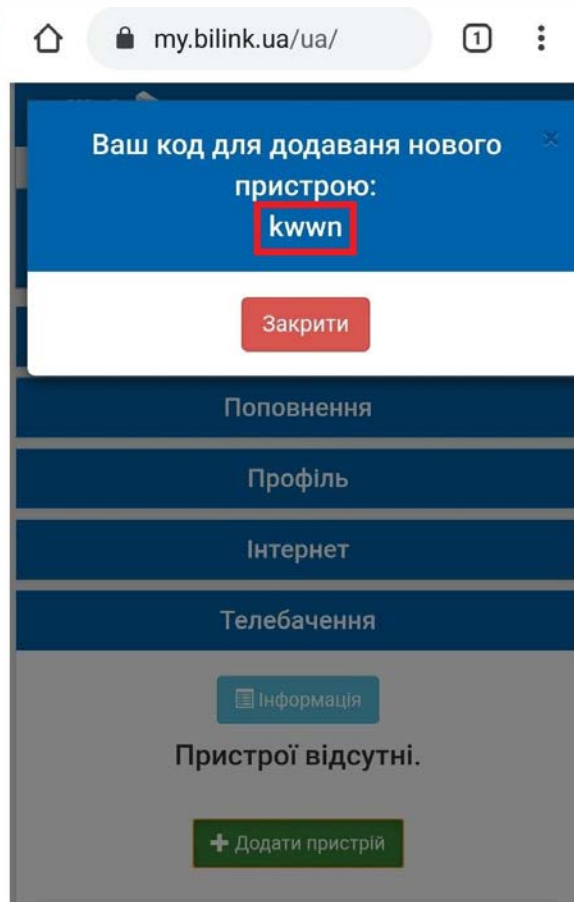 my.bilink.ua/ua/
1
Ваш код для додаваня нового
пристрою:
kwwn
Закрити
Поповнення
Профіль
Інтернет
Телебачення
Інформація
Пристрої відсутні.
Додати пристрій